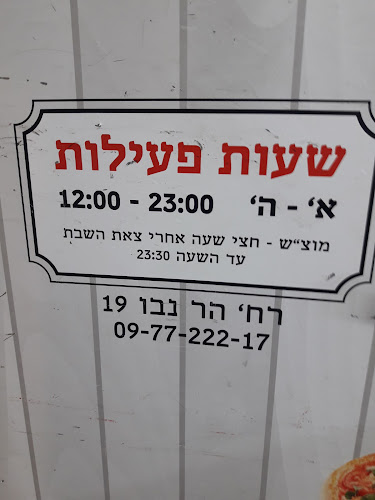 שעות פעילות
א' - ה' 12:00 - 23:00
מוצ"ש - חצי שעה אחרי צאת השבת
עד השעה 23:30
רח' הר נבו 19
09-77-222-17